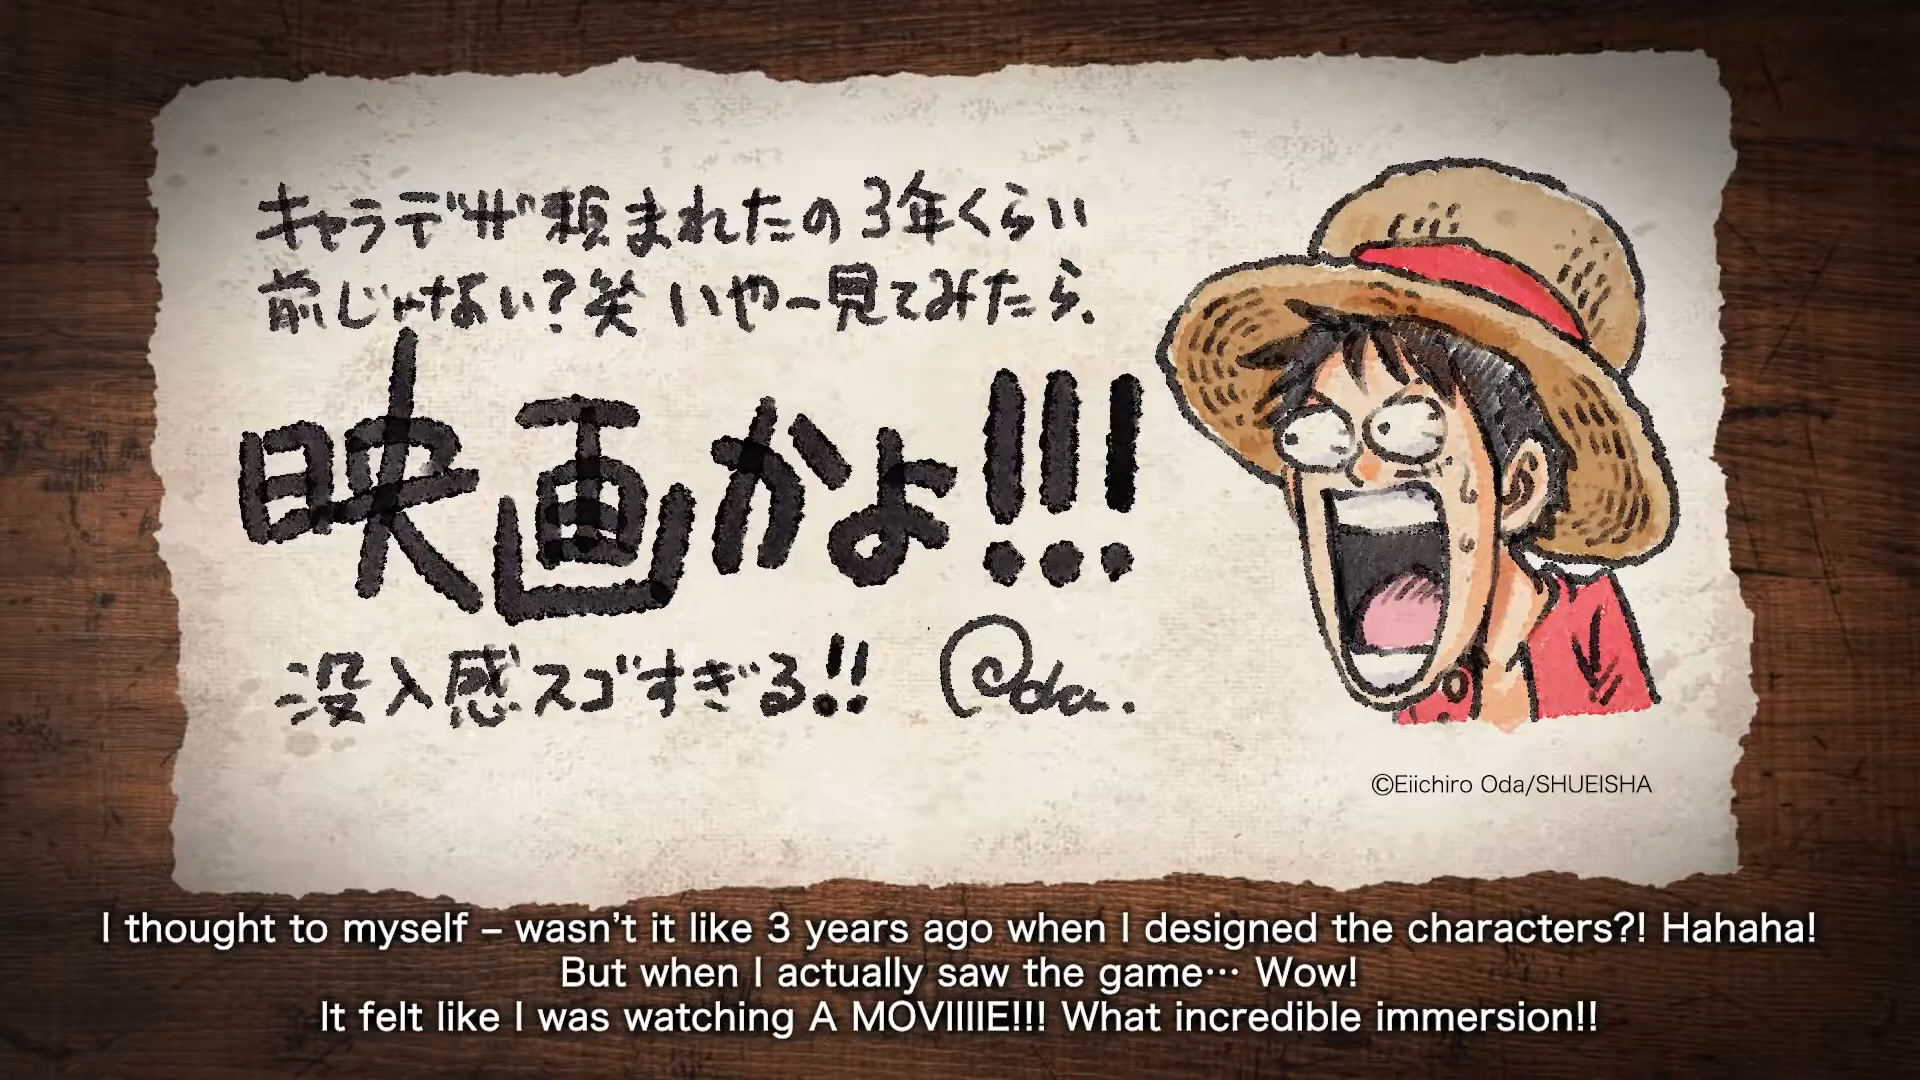 キャラデザ頼まれたの3年くらい
前じゃない?笑 いやー見てみたら、
映画かよ!!!
没入感スゴすぎる!! Oda.
©Eiichiro Oda/SHUEISHA
I thought to myself – wasn't it like 3 years ago when I designed the characters?! Hahaha!
But when I actually saw the game… Wow!
It felt like I was watching A MOVIIIIE!!! What incredible immersion!!